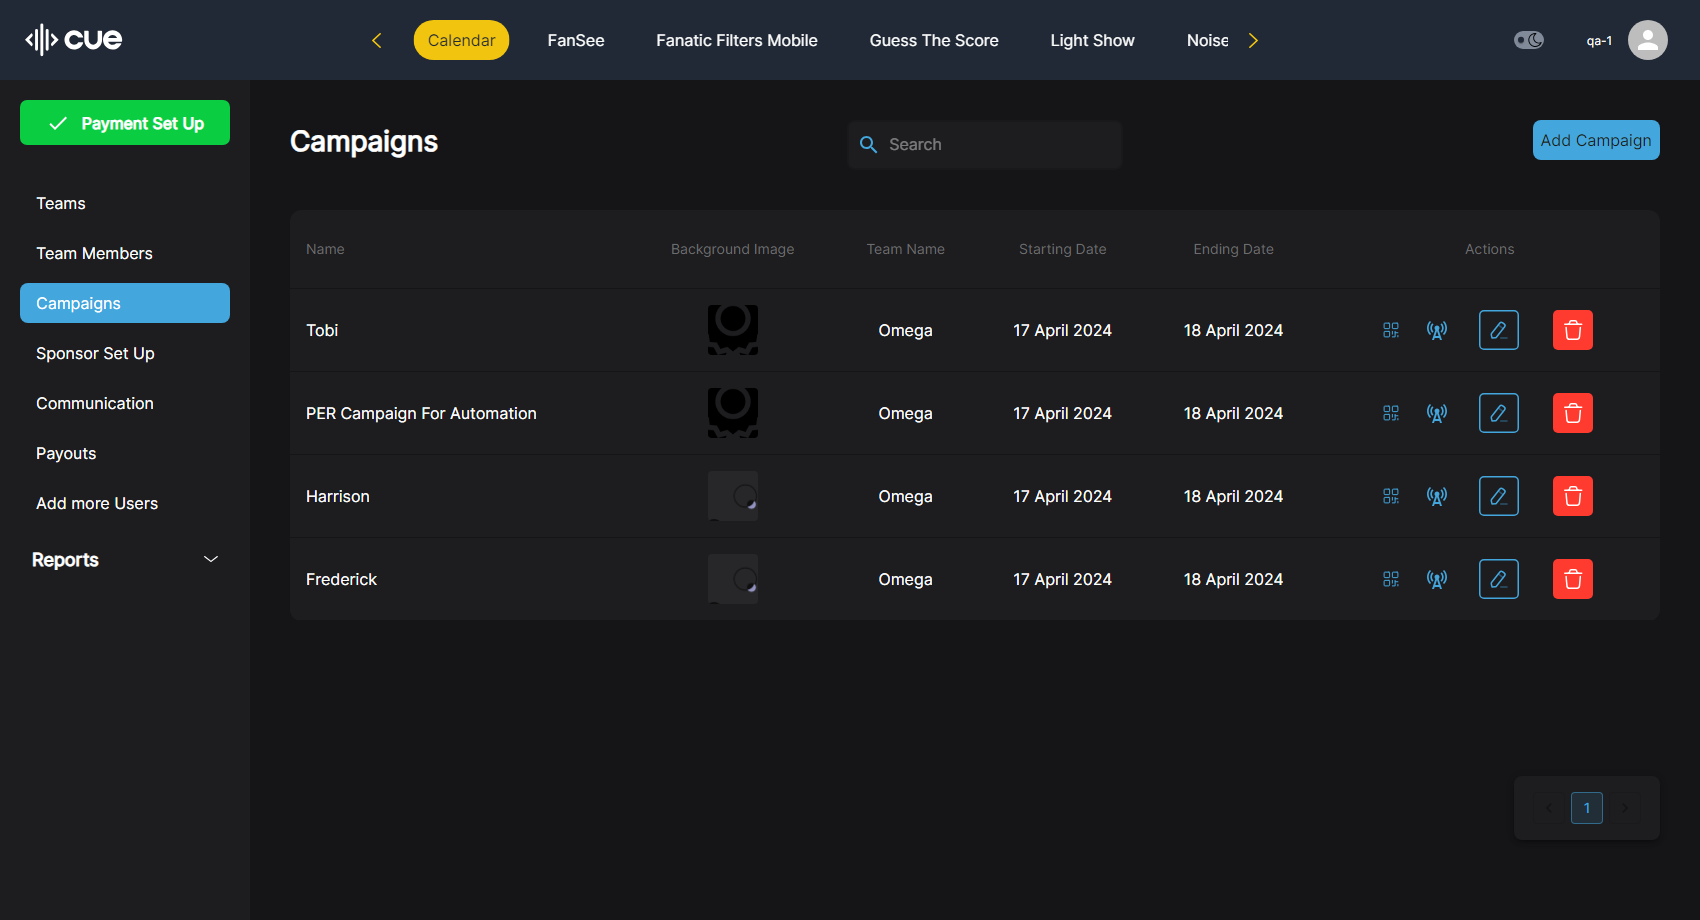 cue
Calendar
FanSee
Fanatic Filters Mobile
Guess The Score
Light Show
Noise
qa-1
Payment Set Up
Teams
Team Members
Campaigns
Sponsor Set Up
Communication
Payouts
Add more Users
Reports
Campaigns
Search
Add Campaign
Name Background Image Team Name Starting Date Ending Date Actions
Tobi Omega 17 April 2024 18 April 2024
PER Campaign For Automation Omega 17 April 2024 18 April 2024
Harrison Omega 17 April 2024 18 April 2024
Frederick Omega 17 April 2024 18 April 2024
1